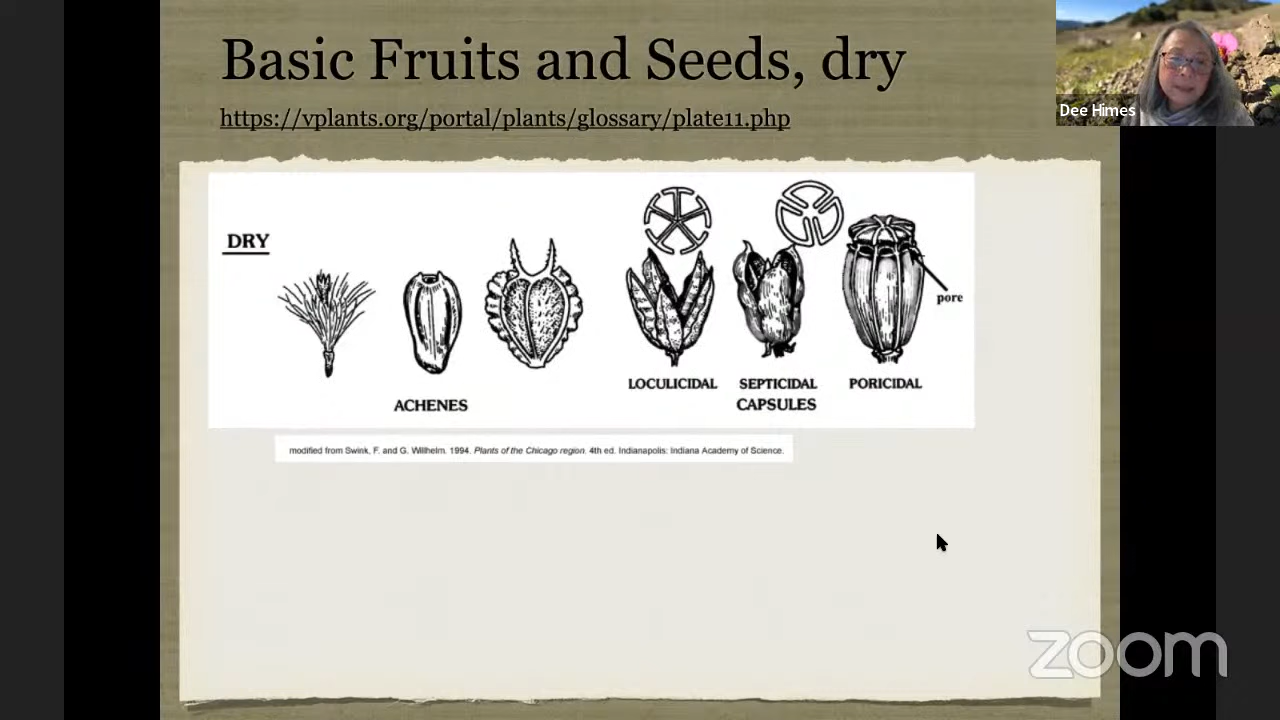 Basic Fruits and Seeds, dry
https://vplants.org/portal/plants/glossary/plate11.php
Dee Himes
DRY
pore
LOCULICIDAL SEPTICIDAL PORICIDAL
ACHENES CAPSULES
modified from Swink, F. and G. Willhelm. 1994. Plants of the Chicago region. 4th ed. Indianapolis: Indiana Academy of Science.
zoom